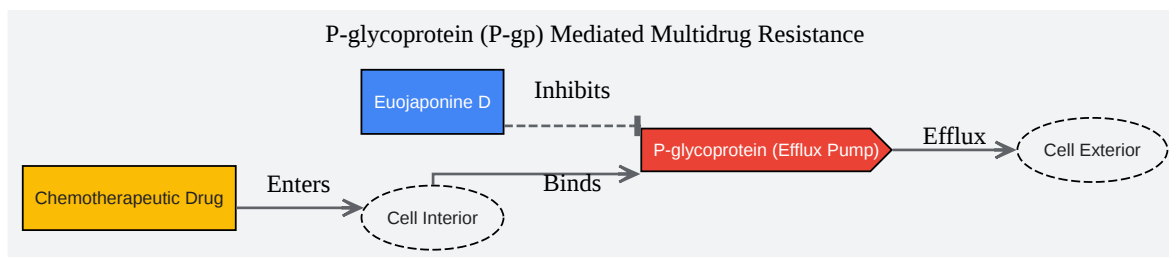 P-glycoprotein (P-gp) Mediated Multidrug Resistance
Euojaponine D
Inhibits
P-glycoprotein (Efflux Pump)
Efflux
Cell Exterior
Chemotherapeutic Drug
Enters
Cell Interior
Binds